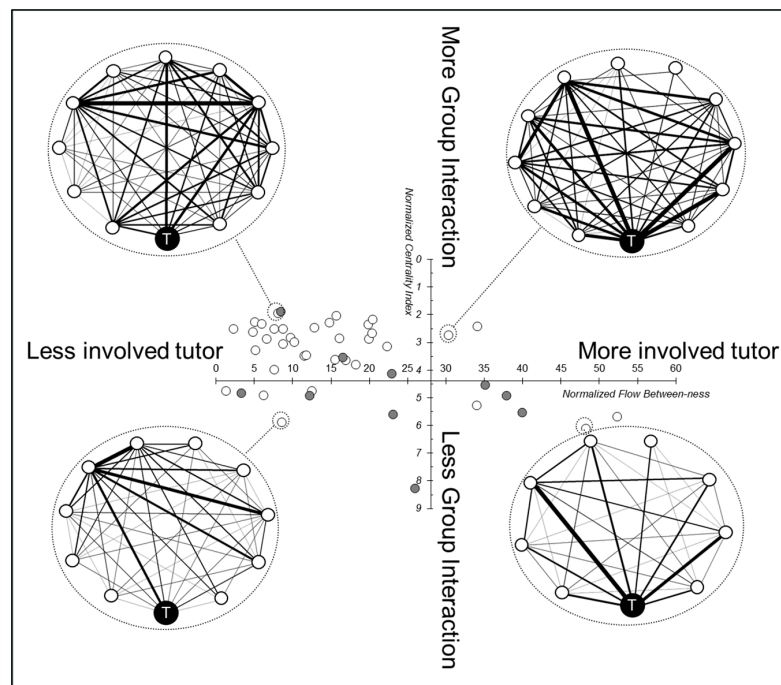 More Group Interaction
Normalized Centrality Index
T
T
0
1
2
3
4
5
6
7
8
9
Less involved tutor
More involved tutor
0 5 10 15 20 25 30 35 40 45 50 55 60
Normalized Flow Between-ness
Less Group Interaction
T
T